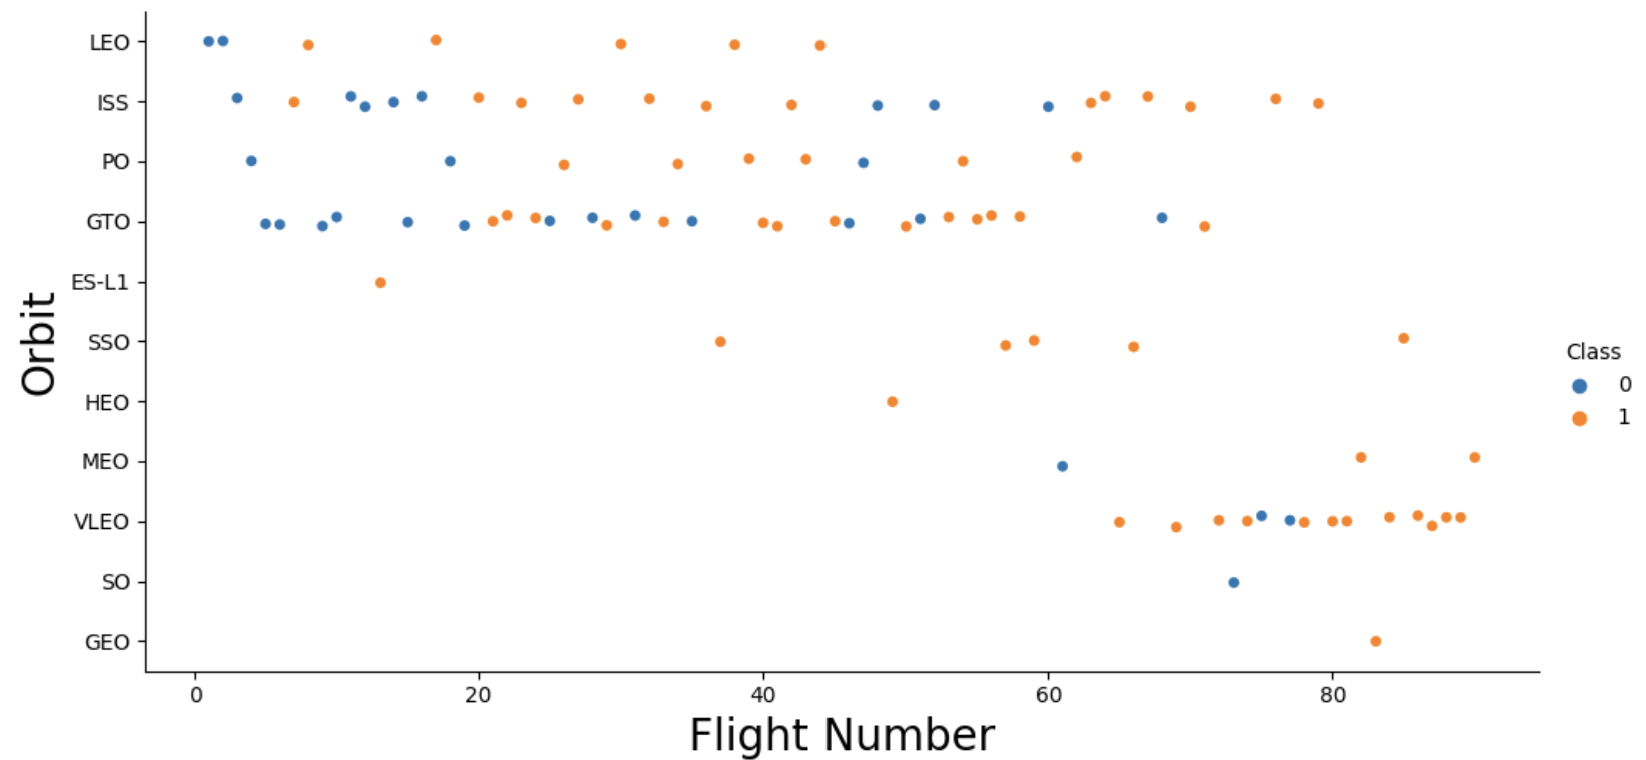 LEO
ISS
PO
GTO
ES-L1
SSO
HEO
MEO
VLEO
SO
GEO
Orbit
0 20 40 60 80
Flight Number
Class
0
1